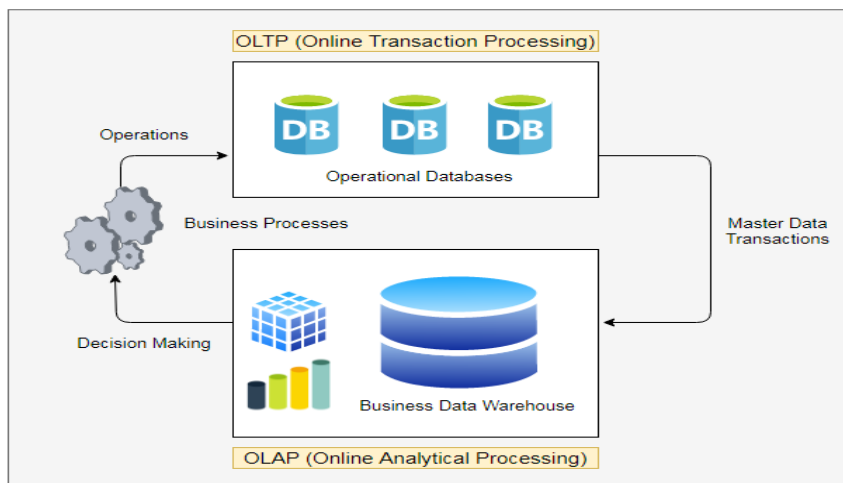 OLTP (Online Transaction Processing)
DB
DB
DB
Operational Databases
Operations
Business Processes
Master Data
Transactions
Decision Making
Business Data Warehouse
OLAP (Online Analytical Processing)